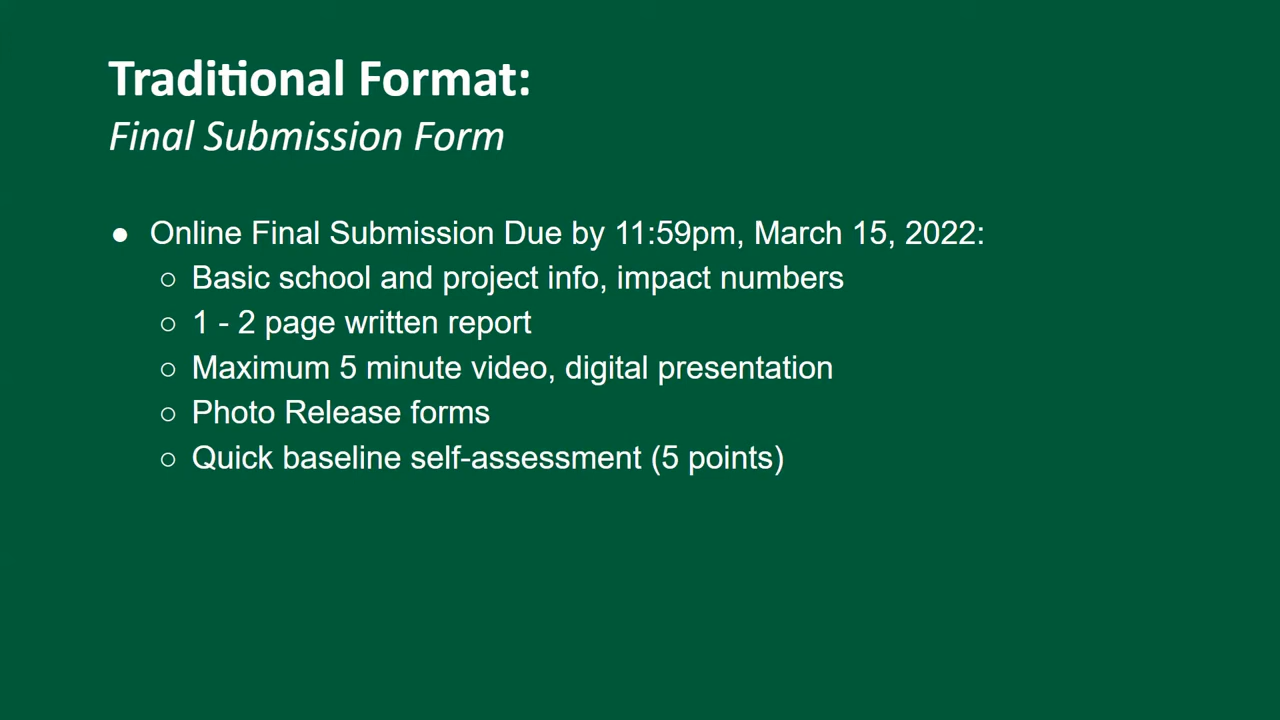 Traditional Format:
Final Submission Form
● Online Final Submission Due by 11:59pm, March 15, 2022:
○ Basic school and project info, impact numbers
○ 1 - 2 page written report
○ Maximum 5 minute video, digital presentation
○ Photo Release forms
○ Quick baseline self-assessment (5 points)